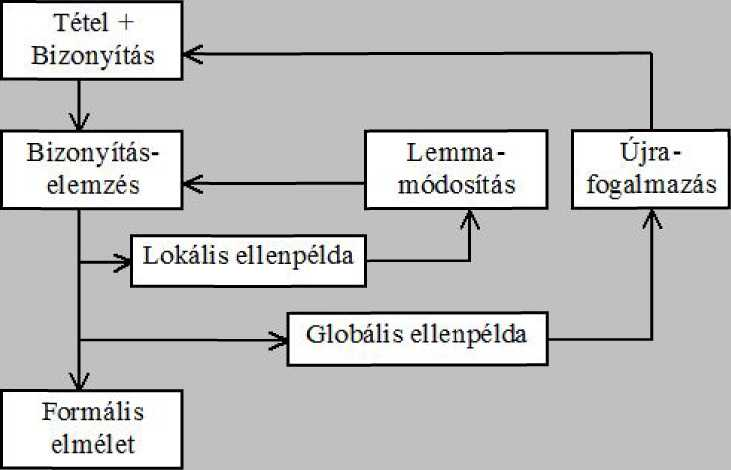 Tétel +
Bizonyítás
Bizonyítás-
elemzés
Lemma-
módosítás
Újra-
fogalmazás
Lokális ellenpélda
Globális ellenpélda
Formális
elmélet